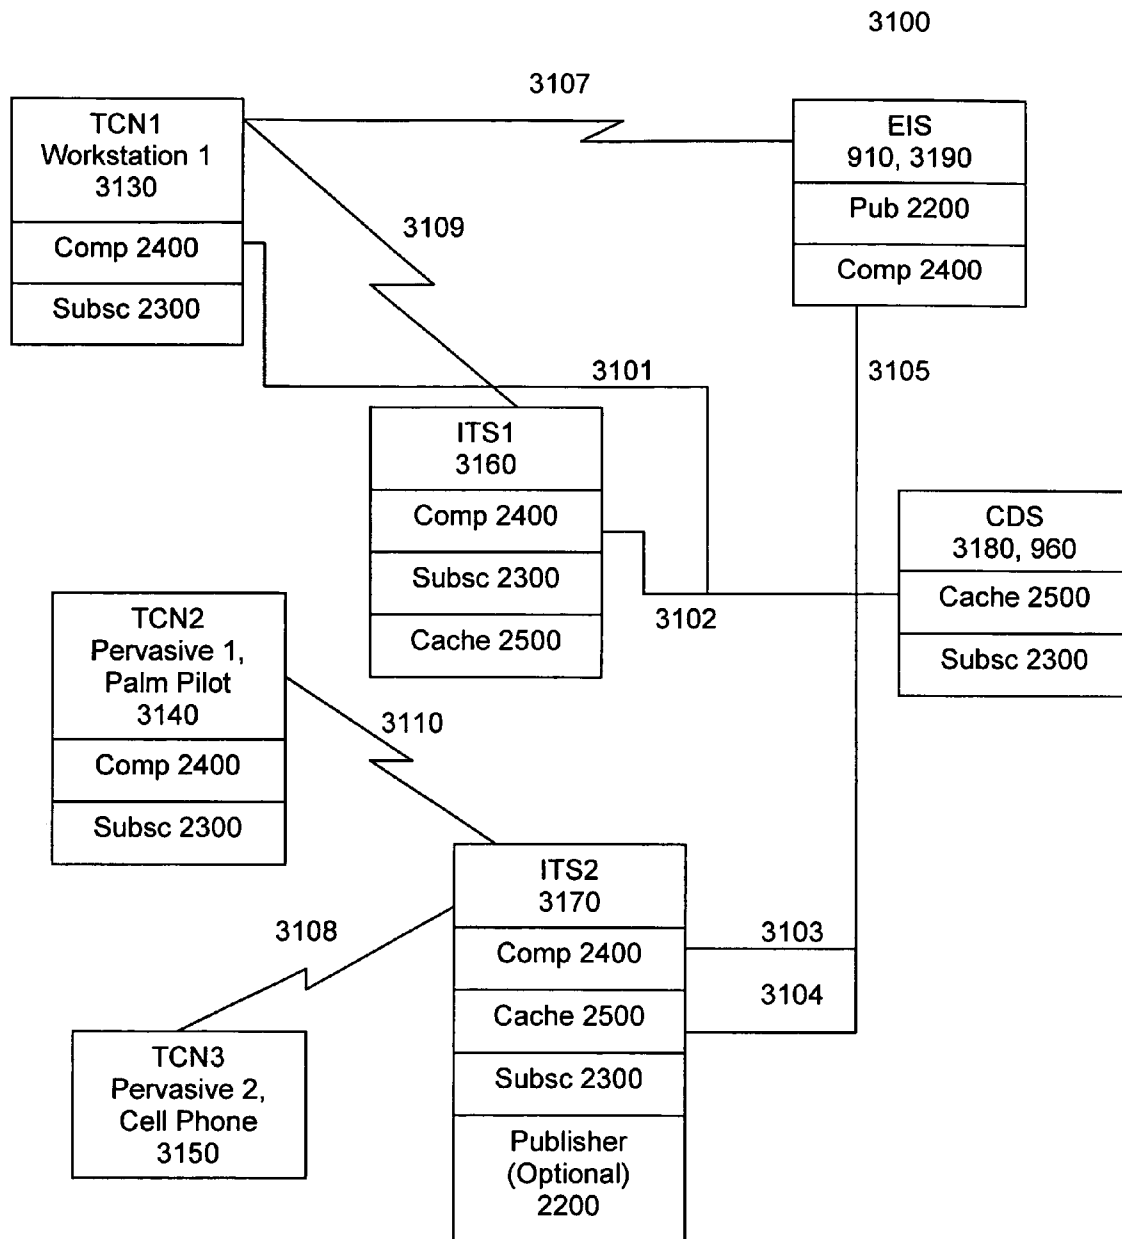 3100
3107
TCN1
Workstation 1
3130
Comp 2400
Subsc 2300
EIS
910, 3190
Pub 2200
Comp 2400
3109
3101
3105
ITS1
3160
Comp 2400
Subsc 2300
Cache 2500
CDS
3180, 960
Cache 2500
Subsc 2300
3102
TCN2
Pervasive 1,
Palm Pilot
3140
Comp 2400
Subsc 2300
3110
ITS2
3170
Comp 2400
Cache 2500
Subsc 2300
Publisher
(Optional)
2200
3103
3104
3108
TCN3
Pervasive 2,
Cell Phone
3150